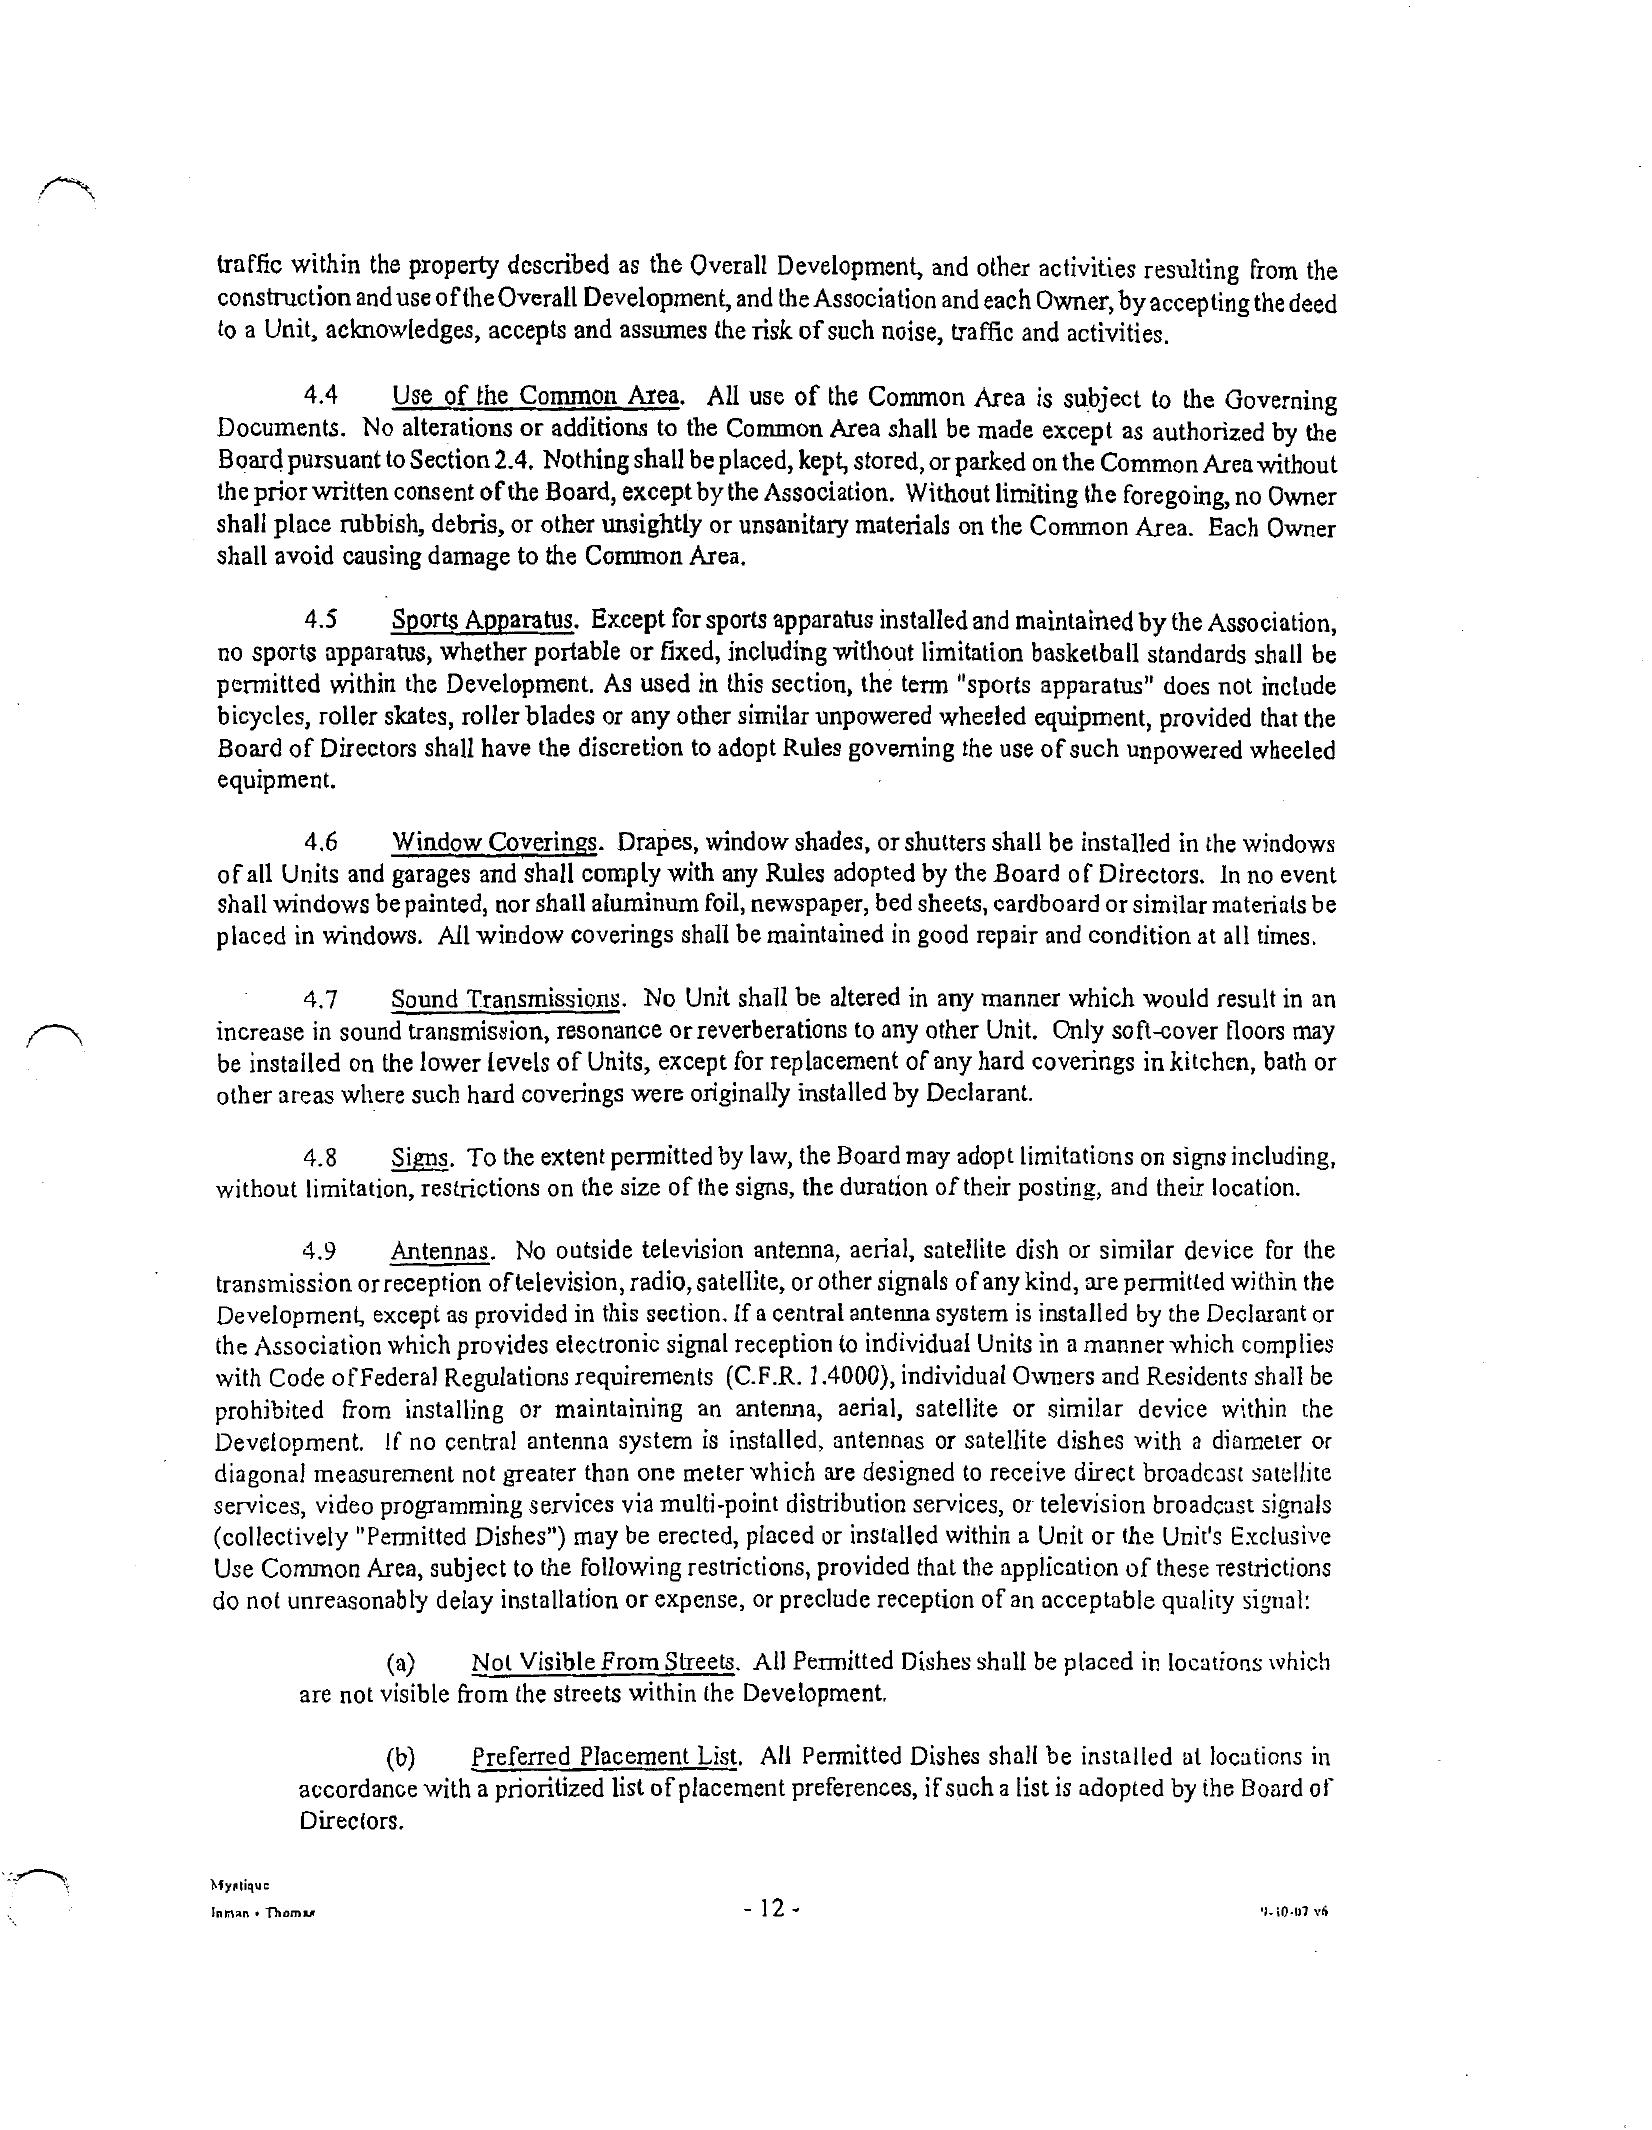 traffic within the property described as the Overall Development, and other activities resulting from the
construction and use of the Overall Development, and the Association and each Owner, by accepting the deed
to a Unit, acknowledges, accepts and assumes the risk of such noise, traffic and activities.
4.4 Use of the Common Area. All use of the Common Area is subject to the Governing
Documents. No alterations or additions to the Common Area shall be made except as authorized by the
Board pursuant to Section 2.4. Nothing shall be placed, kept, stored, or parked on the Common Area without
the prior written consent of the Board, except by the Association. Without limiting the foregoing, no Owner
shall place rubbish, debris, or other unsightly or unsanitary materials on the Common Area. Each Owner
shall avoid causing damage to the Common Area.
4.5 Sports Apparatus. Except for sports apparatus installed and maintained by the Association,
no sports apparatus, whether portable or fixed, including without limitation basketball standards shall be
permitted within the Development. As used in this section, the term "sports apparatus" does not include
bicycles, roller skates, roller blades or any other similar unpowered wheeled equipment, provided that the
Board of Directors shall have the discretion to adopt Rules governing the use of such unpowered wheeled
equipment.
4.6 Window Coverings. Drapes, window shades, or shutters shall be installed in the windows
of all Units and garages and shall comply with any Rules adopted by the Board of Directors. In no event
shall windows be painted, nor shall aluminum foil, newspaper, bed sheets, cardboard or similar materials be
placed in windows. All window coverings shall be maintained in good repair and condition at all times.
4.7 Sound Transmissions. No Unit shall be altered in any manner which would result in an
increase in sound transmission, resonance or reverberations to any other Unit. Only soft-cover floors may
be installed on the lower levels of Units, except for replacement of any hard coverings in kitchen, bath or
other areas where such hard coverings were originally installed by Declarant.
4.8 Signs. To the extent permitted by law, the Board may adopt limitations on signs including,
without limitation, restrictions on the size of the signs, the duration of their posting, and their location.
4.9 Antennas. No outside television antenna, aerial, satellite dish or similar device for the
transmission or reception of television, radio, satellite, or other signals of any kind, are permitted within the
Development, except as provided in this section. If a central antenna system is installed by the Declarant or
the Association which provides electronic signal reception to individual Units in a manner which complies
with Code of Federal Regulations requirements (C.F.R. 1.4000), individual Owners and Residents shall be
prohibited from installing or maintaining an antenna, aerial, satellite or similar device within the
Development. If no central antenna system is installed, antennas or satellite dishes with a diameter or
diagonal measurement not greater than one meter which are designed to receive direct broadcast satellite
services, video programming services via multi-point distribution services, or television broadcast signals
(collectively "Permitted Dishes") may be erected, placed or installed within a Unit or the Unit's Exclusive
Use Common Area, subject to the following restrictions, provided that the application of these restrictions
do not unreasonably delay installation or expense, or preclude reception of an acceptable quality signal:
(a) Not Visible From Streets. All Permitted Dishes shall be placed in locations which
are not visible from the streets within the Development.
(b) Preferred Placement List. All Permitted Dishes shall be installed at locations in
accordance with a prioritized list of placement preferences, if such a list is adopted by the Board of
Directors.
Mystique
Inman • Thomas
- 12 -
9-10-07 v6